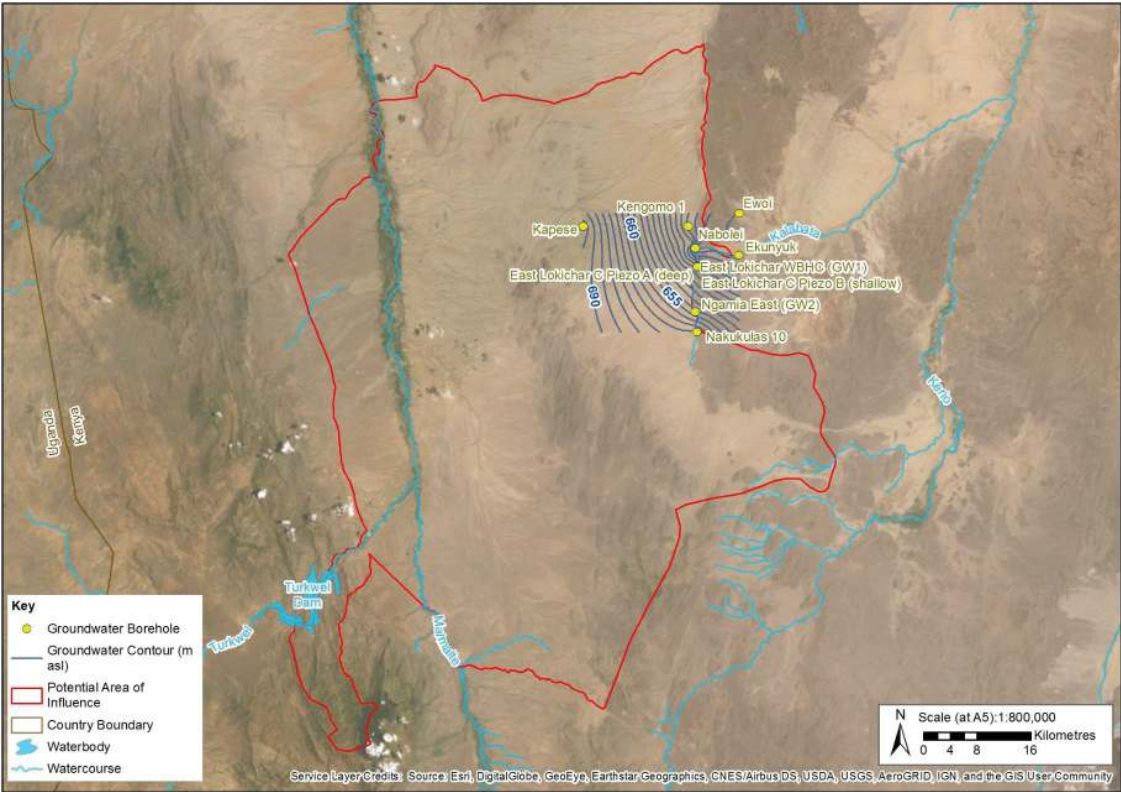 Kengomo 1
Ewoi
660
Kapese
Nabolei
Kalabata
Ekunyuk
East Lokichar WBHC (GW1)
East Lokichar C Piezo A (deep)
East Lokichar C Piezo B (shallow)
690
655
Ngamia East (GW2)
Nakukulas 10
Kerio
Uganda
Kenya
Turkwel
Dam
Turkwel
Malmalte
Key
Groundwater Borehole
Groundwater Contour (m
asl)
Potential Area of
Influence
Country Boundary
Waterbody
Watercourse
N
Scale (at A5):1:800,000
Kilometres
0 4 8 16
Service Layer Credits: Source: Esri, DigitalGlobe, GeoEye, Earthstar Geographics, CNES/Airbus DS, USDA, USGS, AeroGRID, IGN, and the GIS User Community